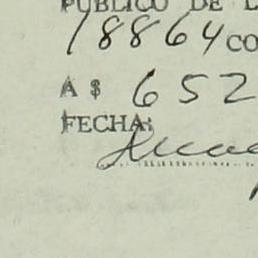 PUBLICO DE
18864 CO
A $ 652
FECHA: